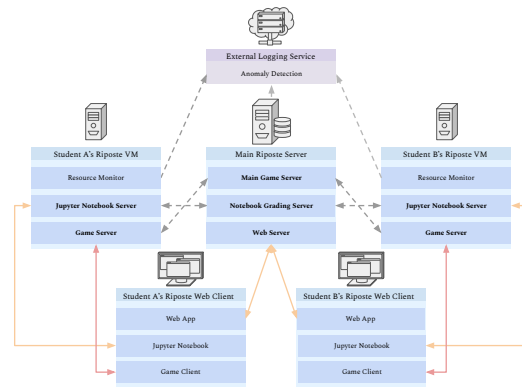 External Logging Service
Anomaly Detection
Student A's Riposte VM
Resource Monitor
Jupyter Notebook Server
Game Server
Main Riposte Server
Main Game Server
Notebook Grading Server
Web Server
Student B's Riposte VM
Resource Monitor
Jupyter Notebook Server
Game Server
Student A's Riposte Web Client
Web App
Jupyter Notebook
Game Client
Student B's Riposte Web Client
Web App
Jupyter Notebook
Game Client